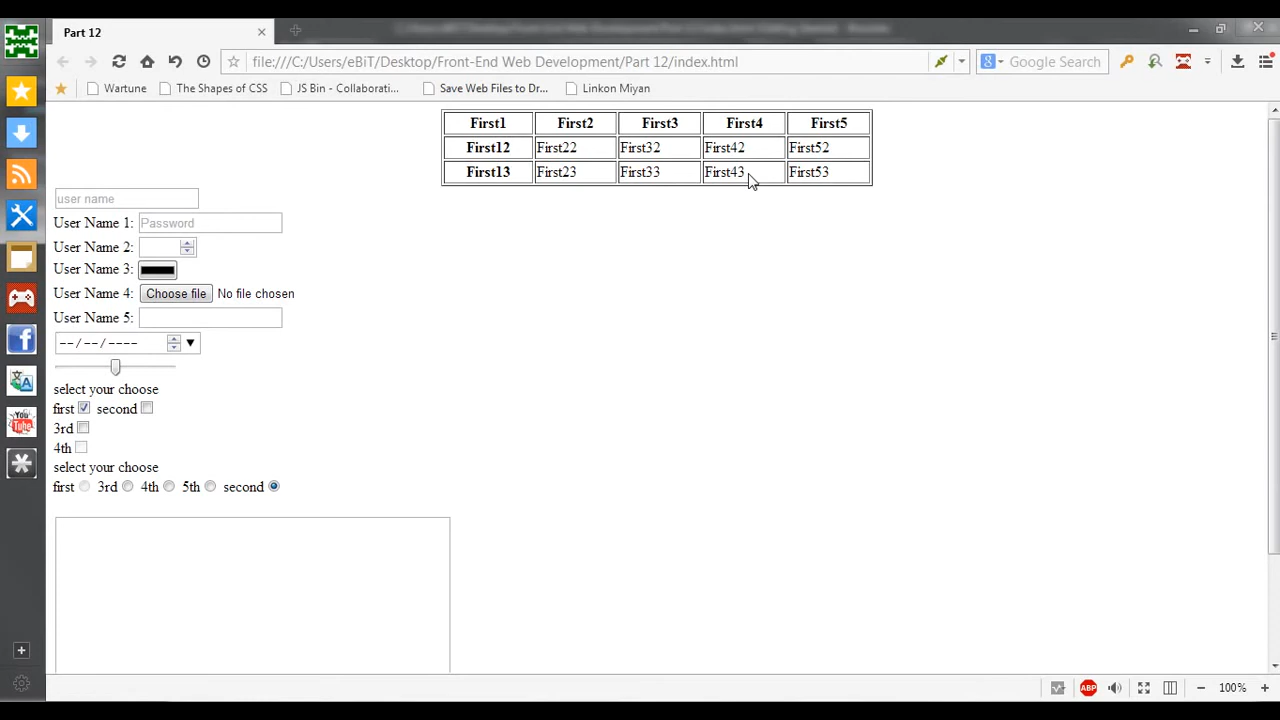 Part 12
file:///C:/Users/eBiT/Desktop/Front-End Web Development/Part 12/index.html
Google Search
Wartune
The Shapes of CSS
JS Bin - Collaborati...
Save Web Files to Dr...
Linkon Miyan
First1 First2 First3 First4 First5
First12 First22 First32 First42 First52
First13 First23 First33 First43 First53
user name
User Name 1: Password
User Name 2:
User Name 3:
User Name 4: Choose file No file chosen
User Name 5:
--/--/----
select your choose
first second
3rd
4th
select your choose
first 3rd 4th 5th second
You
Tube
ABP
100%